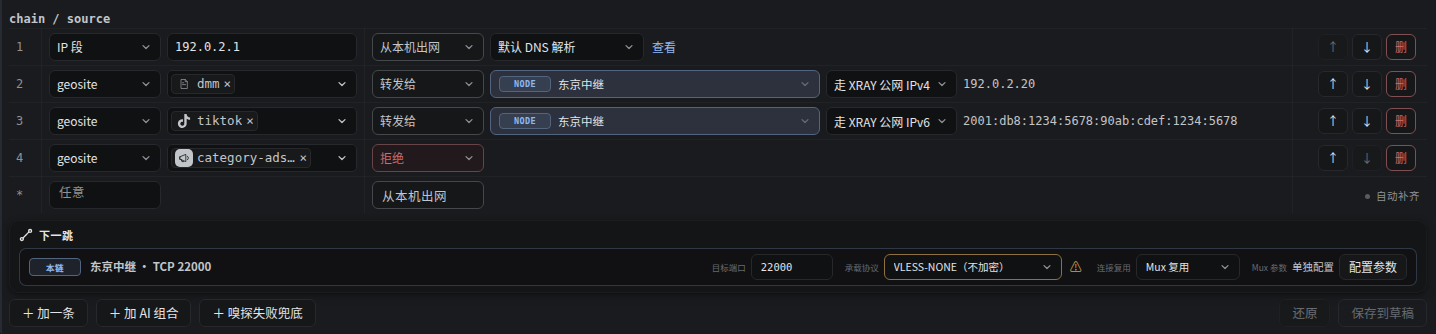 chain / source
1 IP 段 192.0.2.1 从本机出网 默认 DNS 解析 查看 ↑ ↓ 删
2 geosite dmm × 转发给 NODE 东京中继 走 XRAY 公网 IPv4 192.0.2.20 ↑ ↓ 删
3 geosite tiktok × 转发给 NODE 东京中继 走 XRAY 公网 IPv6 2001:db8:1234:5678:90ab:cdef:1234:5678 ↑ ↓ 删
4 geosite category-ads… × 拒绝 ↑ ↓ 删
* 任意 从本机出网 自动补齐
下一跳
本链 东京中继 · TCP 22000 目标端口 22000 承载协议 VLESS-NONE（不加密） 连接复用 Mux 复用 Mux 参数 单独配置 配置参数
＋ 加一条 ＋ 加 AI 组合 ＋ 嗅探失败兜底 还原 保存到草稿